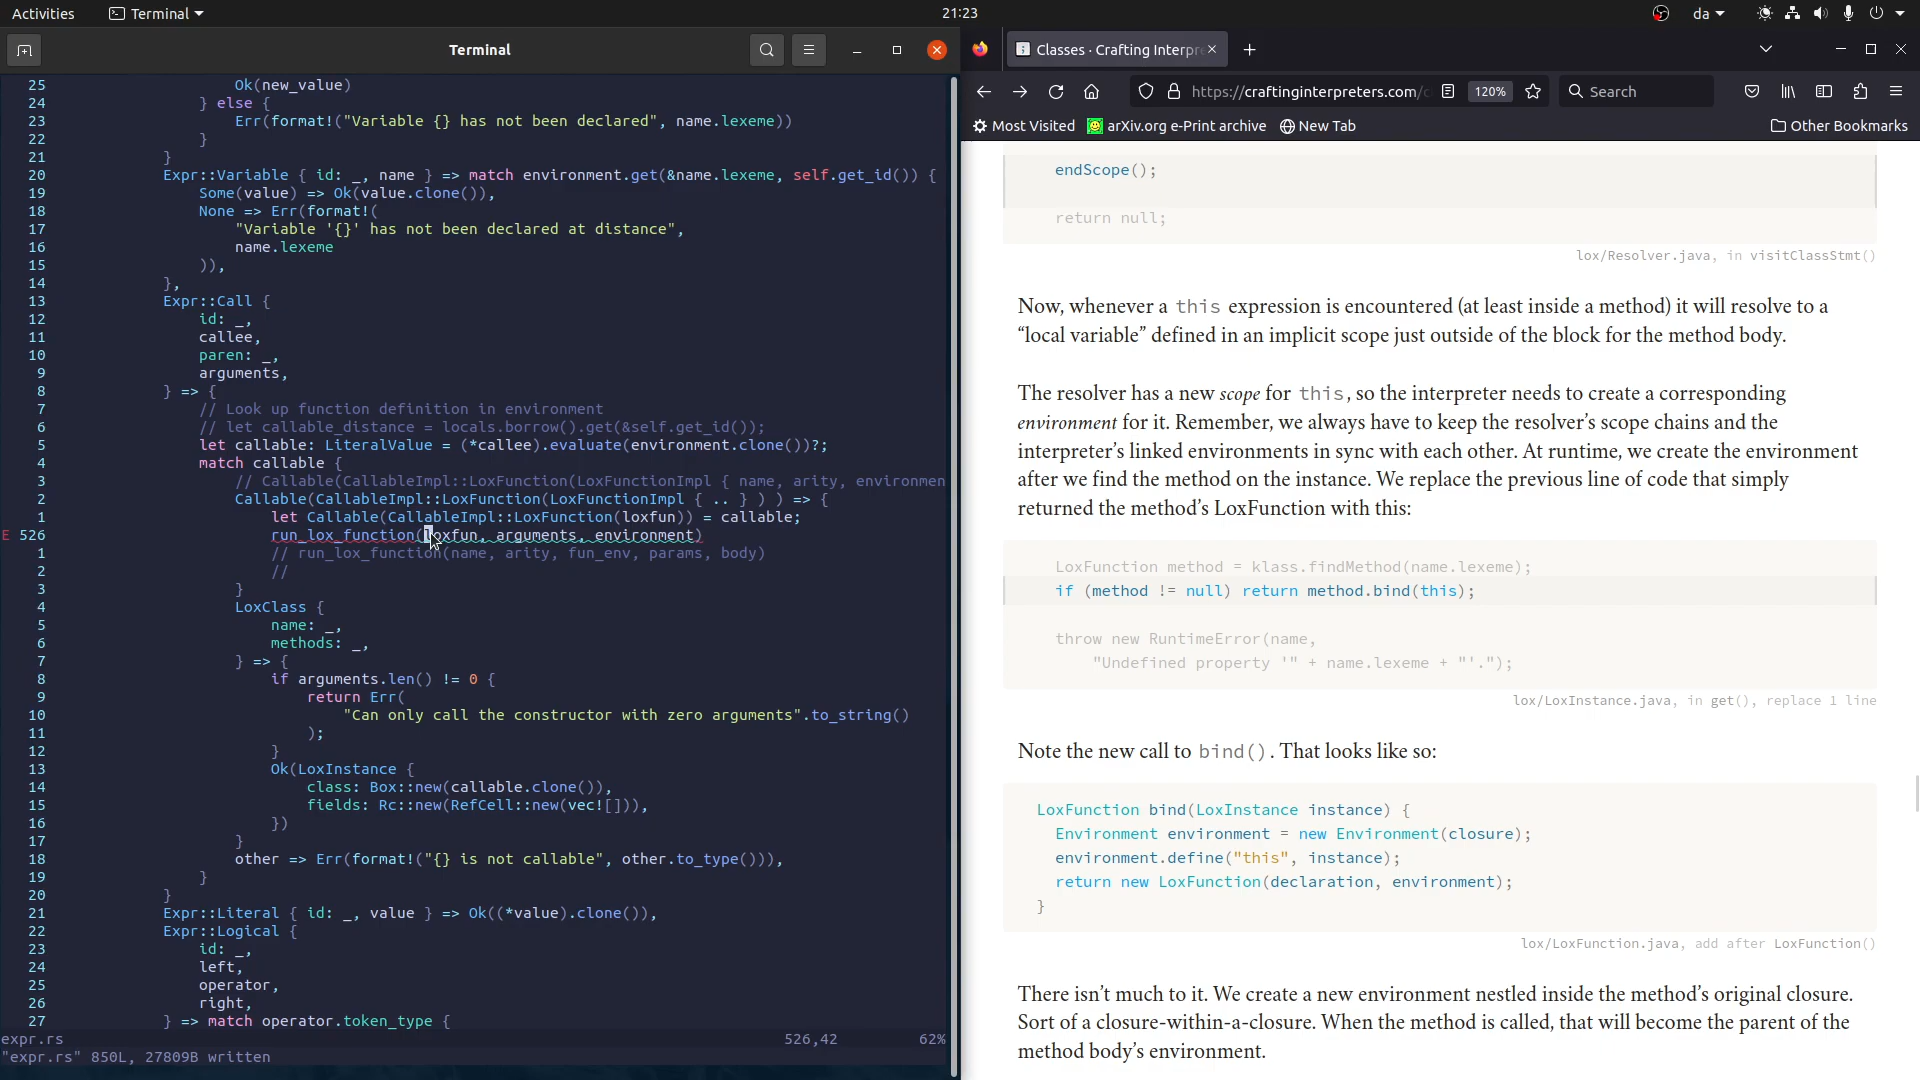 Activities
Terminal
21:23
da
Terminal
25 Ok(new_value)
24 } else {
23 Err(format!("Variable {} has not been declared", name.lexeme))
22 }
21 }
20 Expr::Variable { id: _, name } => match environment.get(&name.lexeme, self.get_id()) {
19 Some(value) => Ok(value.clone()),
18 None => Err(format!(
17 "Variable '{}' has not been declared at distance",
16 name.lexeme
15 )),
14 },
13 Expr::Call {
12 id: _,
11 callee,
10 paren: _,
9 arguments,
8 } => {
7 // Look up function definition in environment
6 // let callable_distance = locals.borrow().get(&self.get_id());
5 let callable: LiteralValue = (*callee).evaluate(environment.clone())?;
4 match callable {
3 // Callable(CallableImpl::LoxFunction(LoxFunctionImpl { name, arity, environmen
2 Callable(CallableImpl::LoxFunction(LoxFunctionImpl { .. } ) ) => {
1 let Callable(CallableImpl::LoxFunction(loxfun)) = callable;
E 526 run_lox_function(loxfun, arguments, environment)
1 // run_lox_function(name, arity, fun_env, params, body)
2 //
3 }
4 LoxClass {
5 name: _,
6 methods: _,
7 } => {
8 if arguments.len() != 0 {
9 return Err(
10 "Can only call the constructor with zero arguments".to_string()
11 );
12 }
13 Ok(LoxInstance {
14 class: Box::new(callable.clone()),
15 fields: Rc::new(RefCell::new(vec![])),
16 })
17 }
18 other => Err(format!("{} is not callable", other.to_type())),
19 }
20 }
21 Expr::Literal { id: _, value } => Ok((*value).clone()),
22 Expr::Logical {
23 id: _,
24 left,
25 operator,
26 right,
27 } => match operator.token_type {
expr.rs 526,42 62%
"expr.rs" 850L, 27809B written
Classes · Crafting Interpr
https://craftinginterpreters.com/c
120%
Search
Most Visited
arXiv.org e-Print archive
New Tab
Other Bookmarks
endScope();
return null;
lox/Resolver.java, in visitClassStmt()
Now, whenever a this expression is encountered (at least inside a method) it will resolve to a
“local variable” defined in an implicit scope just outside of the block for the method body.
The resolver has a new scope for this, so the interpreter needs to create a corresponding
environment for it. Remember, we always have to keep the resolver’s scope chains and the
interpreter’s linked environments in sync with each other. At runtime, we create the environment
after we find the method on the instance. We replace the previous line of code that simply
returned the method’s LoxFunction with this:
LoxFunction method = klass.findMethod(name.lexeme);
if (method != null) return method.bind(this);
throw new RuntimeError(name,
"Undefined property '" + name.lexeme + "'.");
lox/LoxInstance.java, in get(), replace 1 line
Note the new call to bind(). That looks like so:
LoxFunction bind(LoxInstance instance) {
Environment environment = new Environment(closure);
environment.define("this", instance);
return new LoxFunction(declaration, environment);
}
lox/LoxFunction.java, add after LoxFunction()
There isn’t much to it. We create a new environment nestled inside the method’s original closure.
Sort of a closure-within-a-closure. When the method is called, that will become the parent of the
method body’s environment.